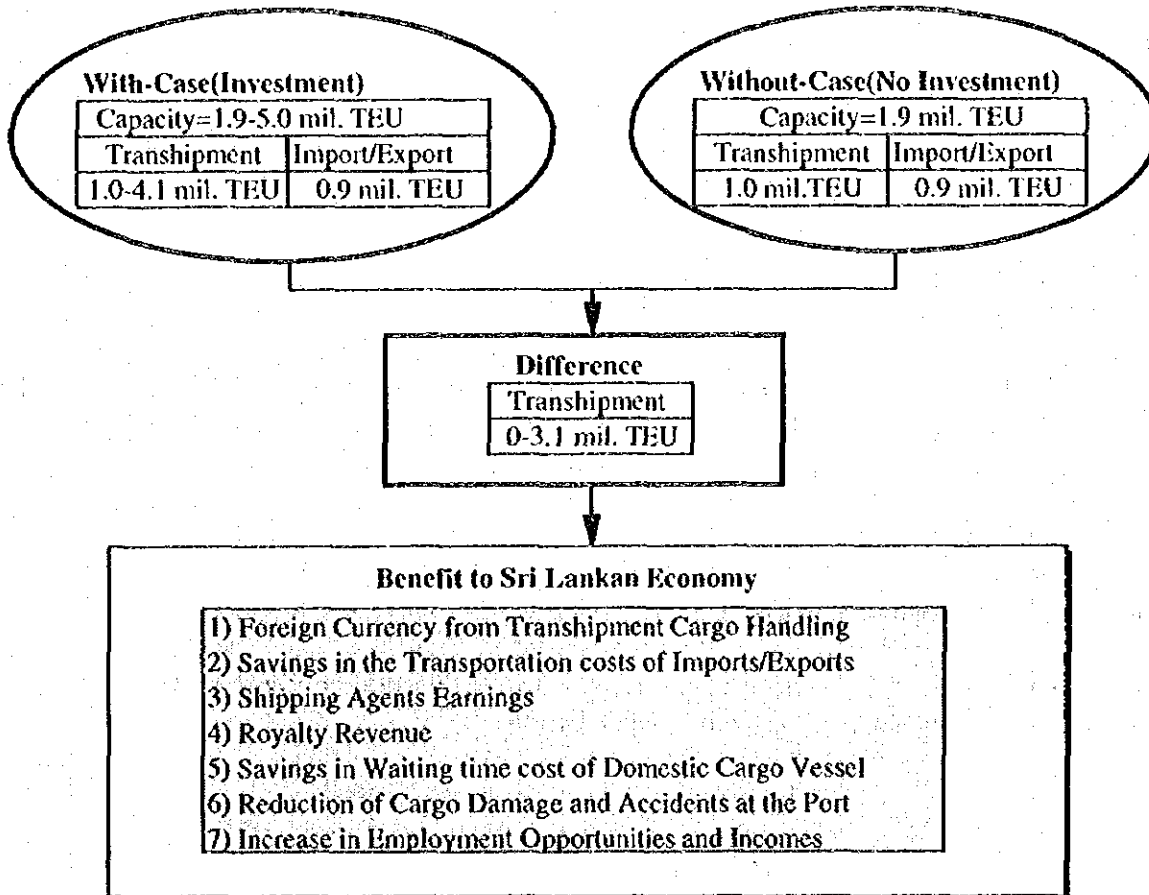 With-Case(Investment)
Capacity=1.9-5.0 mil. TEU
Transhipment Import/Export
1.0-4.1 mil. TEU 0.9 mil. TEU
Without-Case(No Investment)
Capacity=1.9 mil. TEU
Transhipment Import/Export
1.0 mil.TEU 0.9 mil. TEU
Difference
Transhipment
0-3.1 mil. TEU
Benefit to Sri Lankan Economy
1) Foreign Currency from Transhipment Cargo Handling
2) Savings in the Transportation costs of Imports/Exports
3) Shipping Agents Earnings
4) Royalty Revenue
5) Savings in Waiting time cost of Domestic Cargo Vessel
6) Reduction of Cargo Damage and Accidents at the Port
7) Increase in Employment Opportunities and Incomes